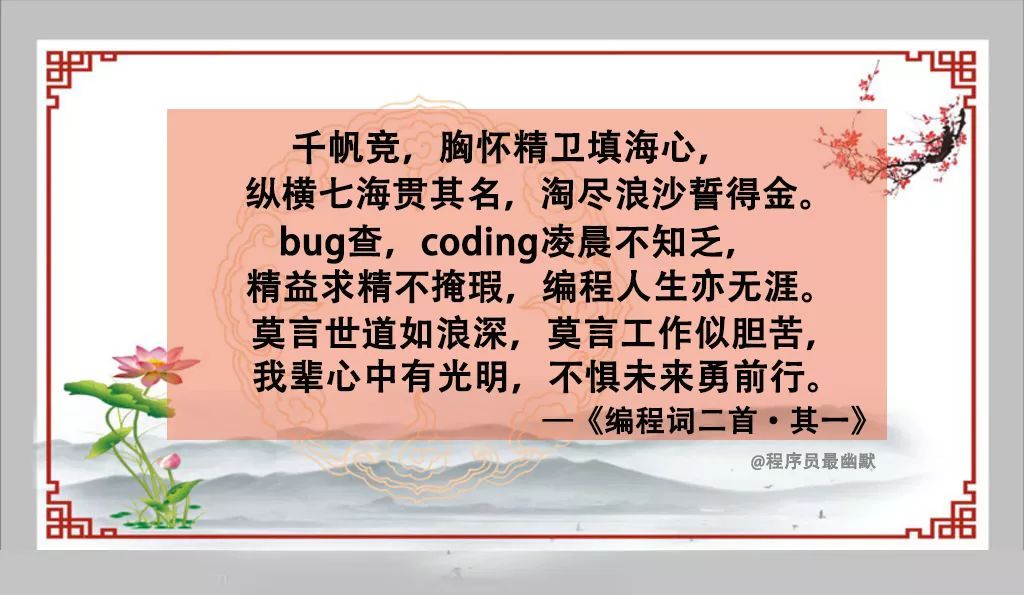 千帆竞，胸怀精卫填海心，
纵横七海贯其名，淘尽浪沙誓得金。
bug查，coding凌晨不知乏，
精益求精不掩瑕，编程人生亦无涯。
莫言世道如浪深，莫言工作似胆苦，
我辈心中有光明，不惧未来勇前行。
—《编程词二首·其一》
@程序员最幽默